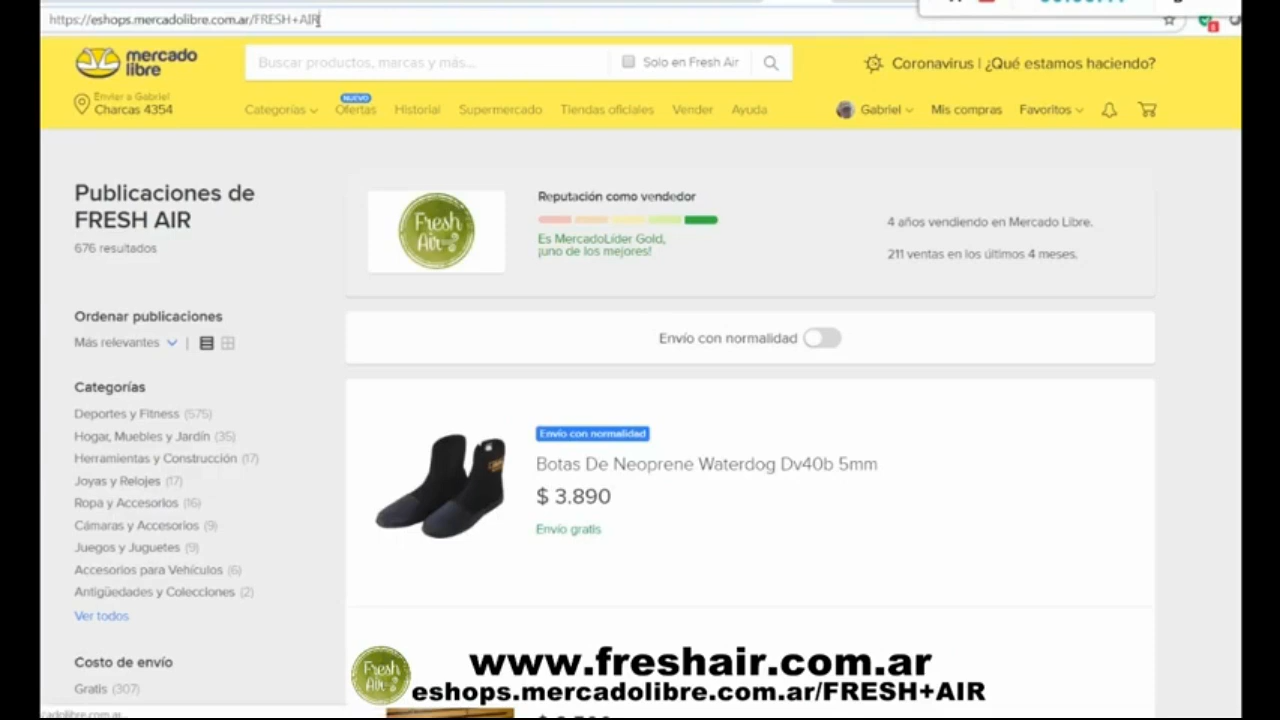 https://eshops.mercadolibre.com.ar/FRESH+AIR
mercado
libre
Buscar productos, marcas y más...
Solo en Fresh Air
Coronavirus | ¿Qué estamos haciendo?
Enviar a Gabriel
Charcas 4354
Categorías
NUEVO
Ofertas
Historial
Supermercado
Tiendas oficiales
Vender
Ayuda
Gabriel
Mis compras
Favoritos
Publicaciones de
FRESH AIR
676 resultados
Fresh
Air
Reputación como vendedor
Es MercadoLíder Gold,
¡uno de los mejores!
4 años vendiendo en Mercado Libre.
211 ventas en los últimos 4 meses.
Ordenar publicaciones
Más relevantes
Envío con normalidad
Categorías
Deportes y Fitness (575)
Hogar, Muebles y Jardín (35)
Herramientas y Construcción (17)
Joyas y Relojes (17)
Ropa y Accesorios (16)
Cámaras y Accesorios (9)
Juegos y Juguetes (9)
Accesorios para Vehículos (6)
Antigüedades y Colecciones (2)
Ver todos
Envío con normalidad
Botas De Neoprene Waterdog Dv40b 5mm
$ 3.890
Envío gratis
Costo de envío
Gratis (307)
Fresh
Air
www.freshair.com.ar
eshops.mercadolibre.com.ar/FRESH+AIR